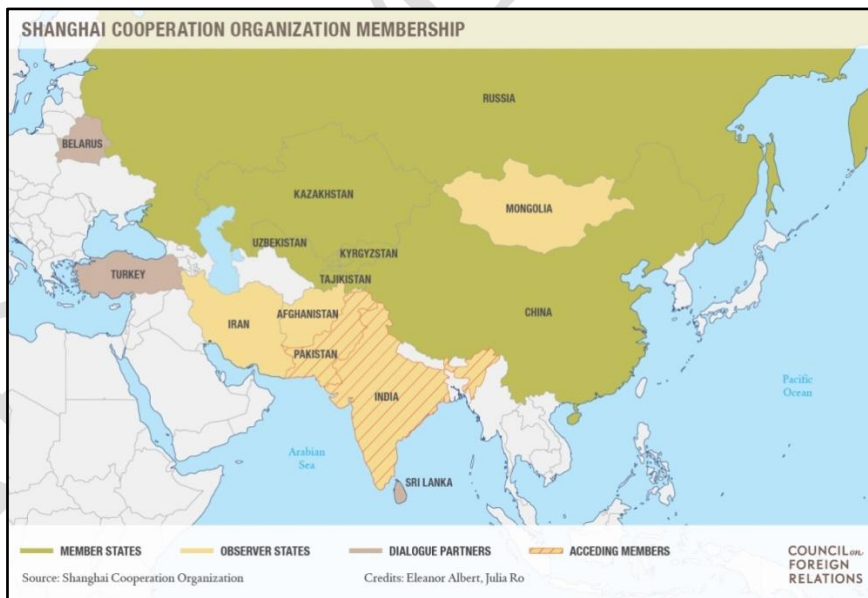 SHANGHAI COOPERATION ORGANIZATION MEMBERSHIP
RUSSIA
BELARUS
KAZAKHSTAN
MONGOLIA
UZBEKISTAN
KYRGYZSTAN
TURKEY
TAJIKISTAN
CHINA
IRAN
AFGHANISTAN
PAKISTAN
INDIA
Pacific
Ocean
Arabian
Sea
SRI LANKA
MEMBER STATES
OBSERVER STATES
DIALOGUE PARTNERS
ACCEDING MEMBERS
Source: Shanghai Cooperation Organization
Credits: Eleanor Albert, Julia Ro
COUNCIL on
FOREIGN
RELATIONS